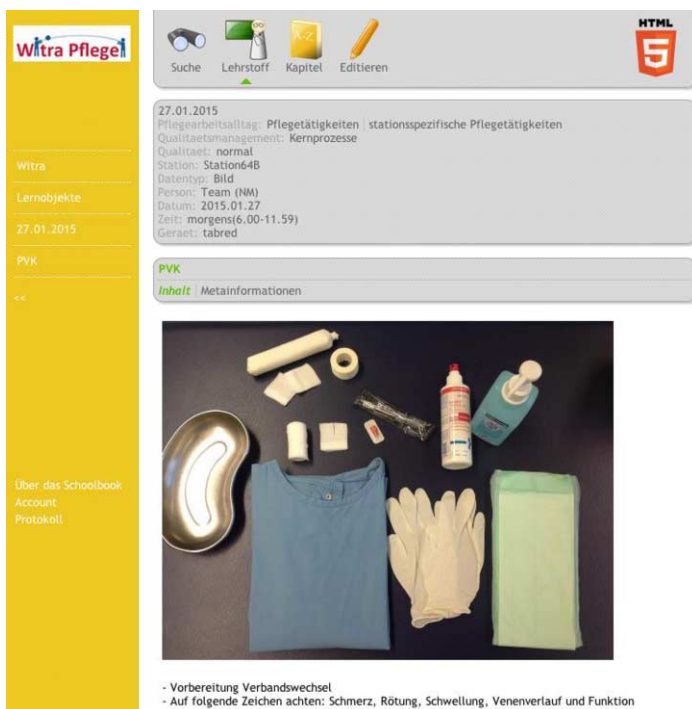 Witra Pflege
Suche Lehrstoff Kapitel Editieren
HTML
5
27.01.2015
Pflegearbeitsalltag: Pflegetätigkeiten | stationsspezifische Pflegetätigkeiten
Qualitaetsmanagement: Kernprozesse
Qualitaet: normal
Station: Station64B
Datentyp: Bild
Person: Team (NM)
Datum: 2015.01.27
Zeit: morgens(6.00-11.59)
Geraet: tabred
Witra
Lernobjekte
27.01.2015
PVK
<<
PVK
Inhalt | Metainformationen
Über das Schoolbook
Account
Protokoll
- Vorbereitung Verbandswechsel
- Auf folgende Zeichen achten: Schmerz, Rötung, Schwellung, Venenverlauf und Funktion